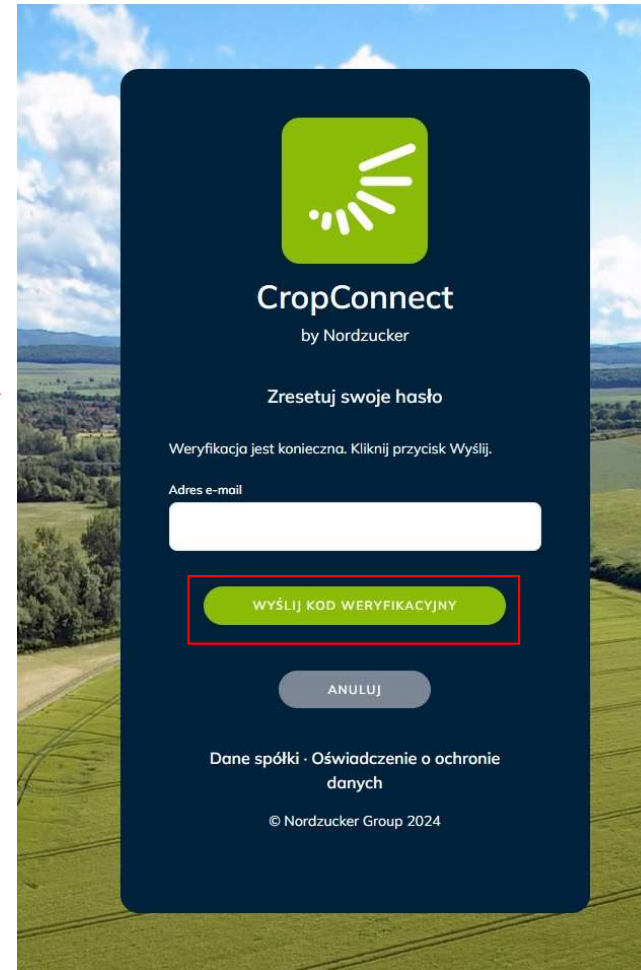 CropConnect
by Nordzucker
Zresetuj swoje hasło
Weryfikacja jest konieczna. Kliknij przycisk Wyślij.
Adres e-mail
WYŚLIJ KOD WERYFIKACYJNY
ANULUJ
Dane spółki · Oświadczenie o ochronie
danych
© Nordzucker Group 2024